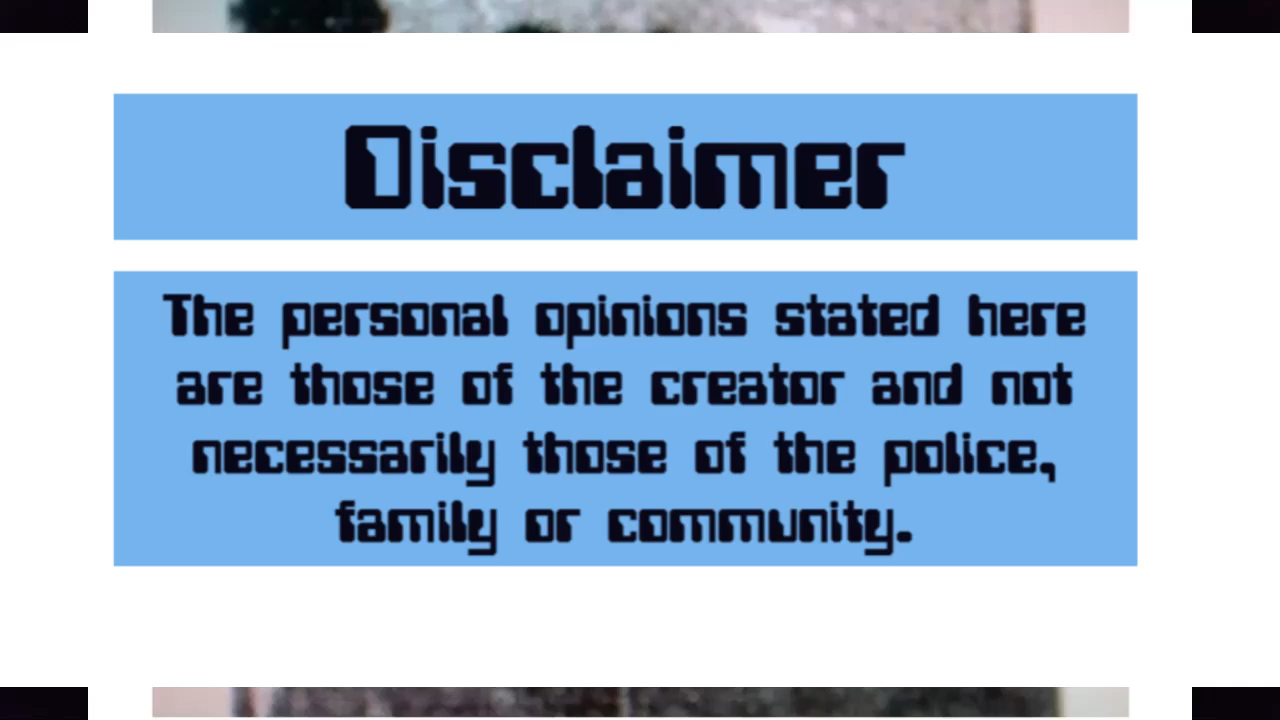 Disclaimer
The personal opinions stated here
are those of the creator and not
necessarily those of the police,
family or community.